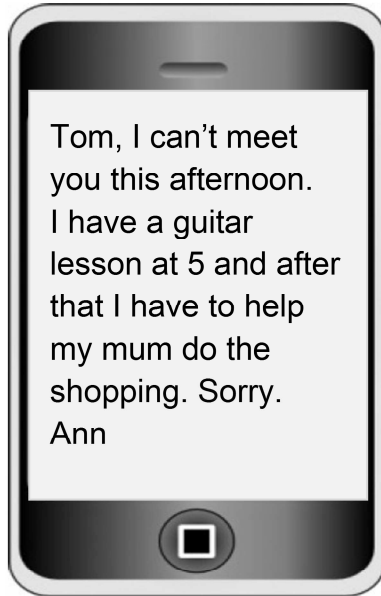 Tom, I can’t meet
you this afternoon.
I have a guitar
lesson at 5 and after
that I have to help
my mum do the
shopping. Sorry.
Ann